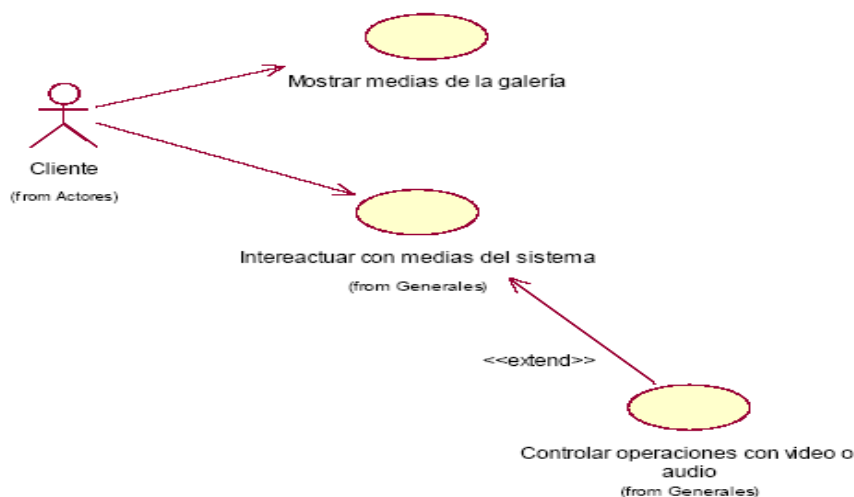 Mostrar medias de la galería
Cliente
(from Actores)
Intereactuar con medias del sistema
(from Generales)
<<extend>>
Controlar operaciones con video o
audio
(from Generales)